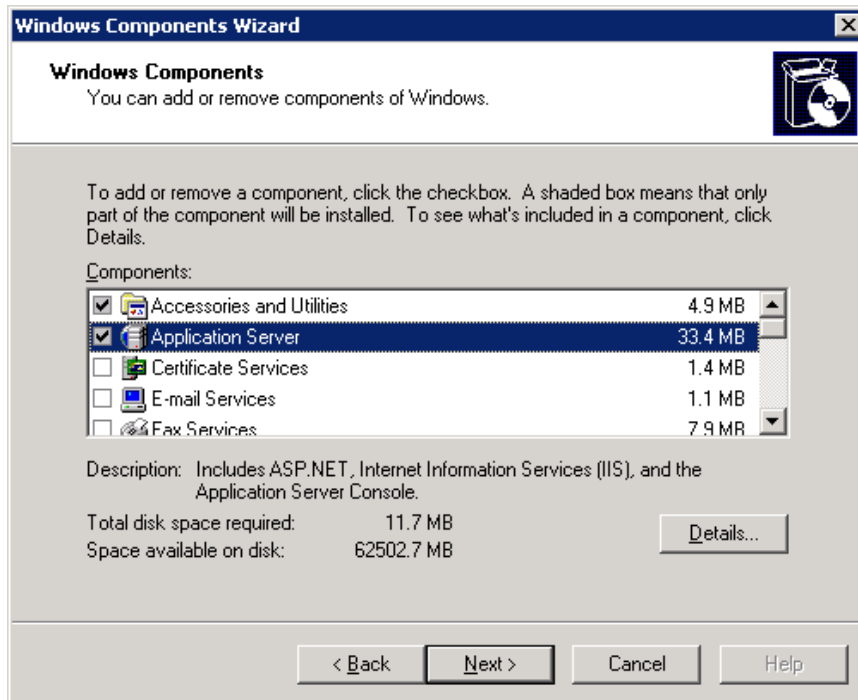 Windows Components Wizard
Windows Components
You can add or remove components of Windows.
To add or remove a component, click the checkbox. A shaded box means that only
part of the component will be installed. To see what's included in a component, click
Details.
Components:
Accessories and Utilities 4.9 MB
Application Server 33.4 MB
Certificate Services 1.4 MB
E-mail Services 1.1 MB
Fax Services 7.9 MB
Description: Includes ASP.NET, Internet Information Services (IIS), and the
Application Server Console.
Total disk space required: 11.7 MB
Space available on disk: 62502.7 MB
Details...
< Back Next > Cancel Help